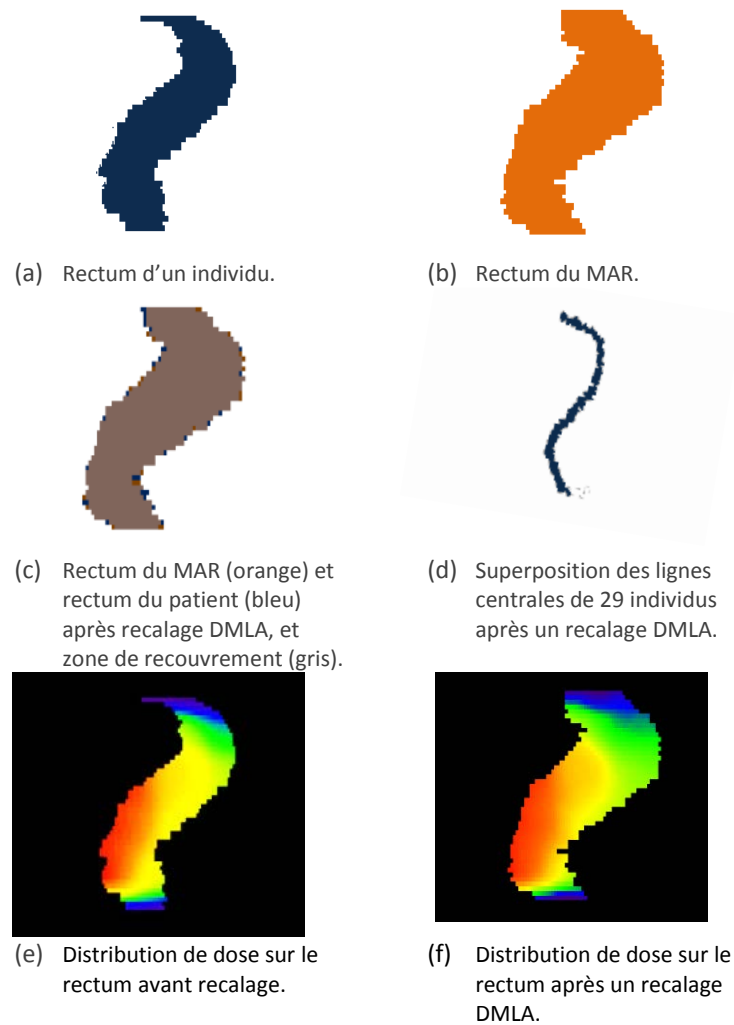 (a) Rectum d’un individu.
(b) Rectum du MAR.
(c) Rectum du MAR (orange) et
rectum du patient (bleu)
après recalage DMLA, et
zone de recouvrement (gris).
(d) Superposition des lignes
centrales de 29 individus
après un recalage DMLA.
(e) Distribution de dose sur le
rectum avant recalage.
(f) Distribution de dose sur le
rectum après un recalage
DMLA.